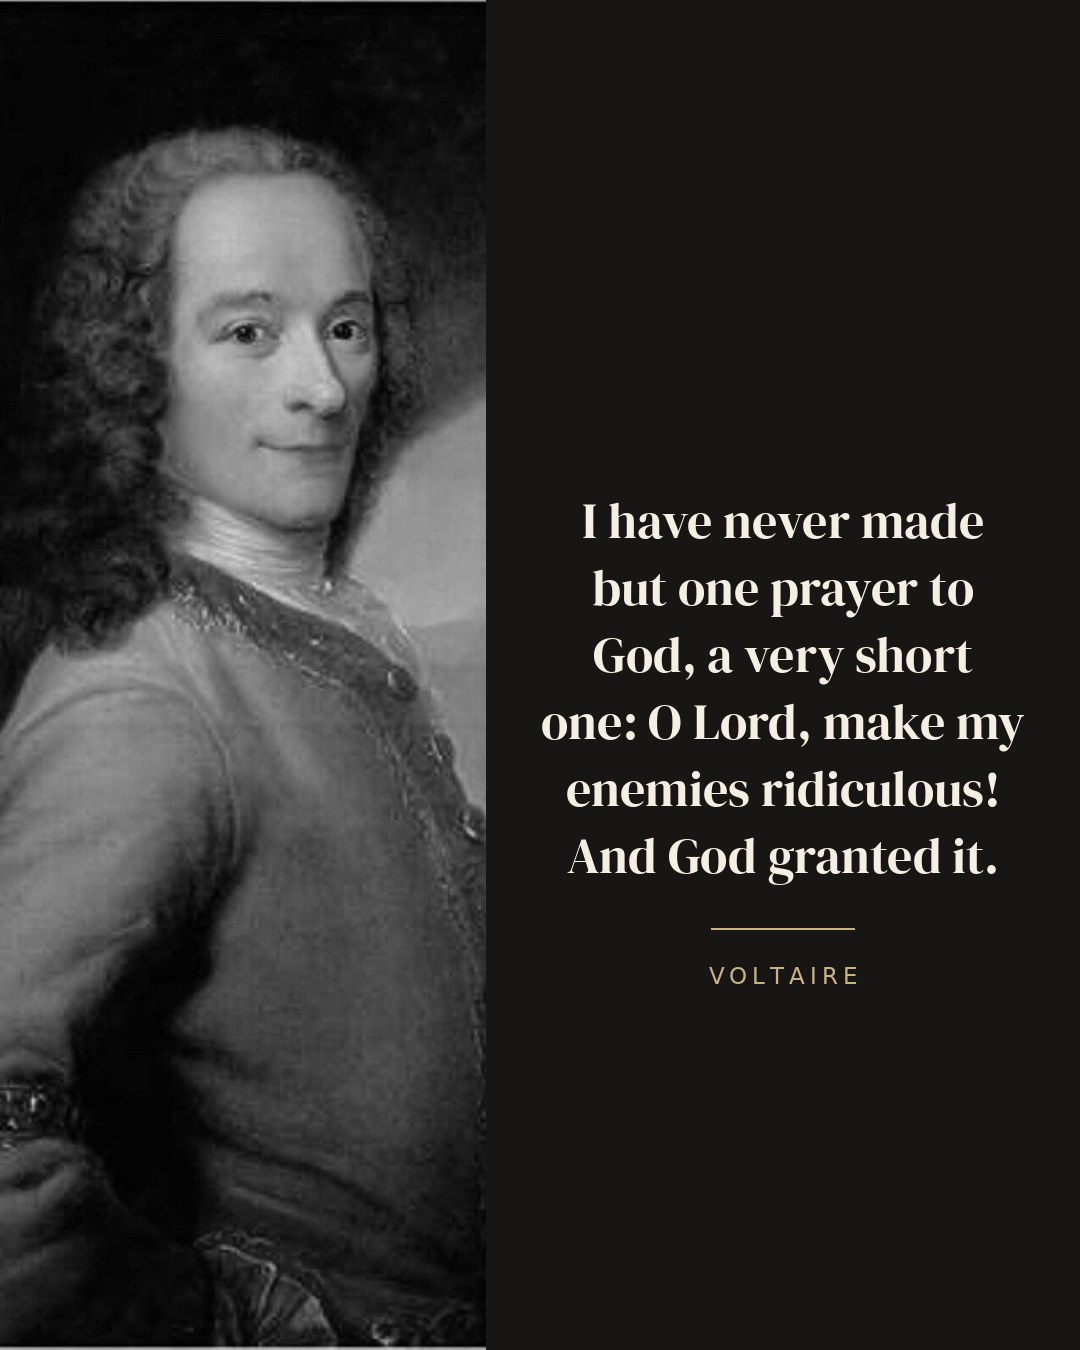 I have never made
but one prayer to
God, a very short
one: O Lord, make my
enemies ridiculous!
And God granted it.
VOLTAIRE